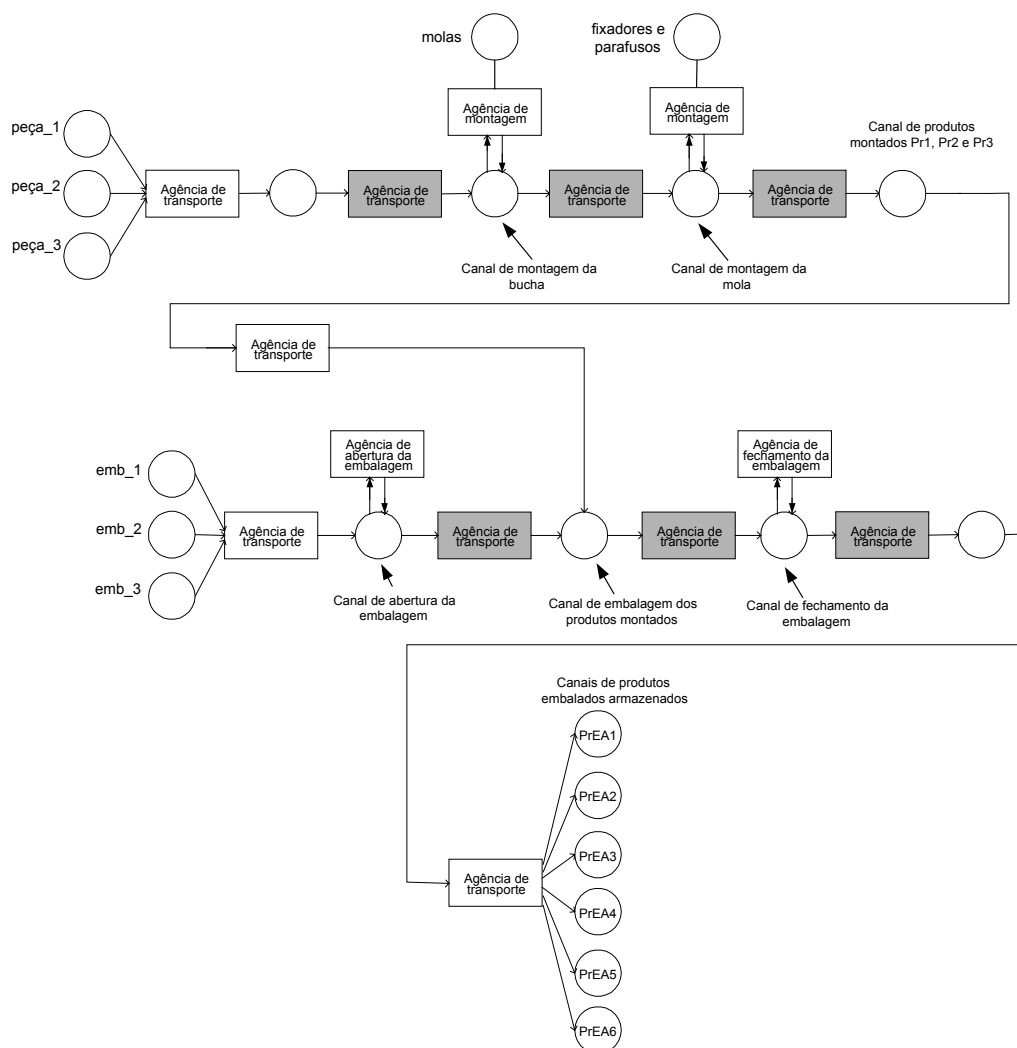 molas
fixadores e
parafusos
Agência de
montagem
Agência de
montagem
peça_1
peça_2
peça_3
Canal de produtos
montados Pr1, Pr2 e Pr3
Agência de
transporte
Agência de
transporte
Agência de
transporte
Agência de
transporte
Canal de montagem da
bucha
Canal de montagem da
mola
Agência de
transporte
Agência de
abertura da
embalagem
Agência de
fechamento da
embalagem
emb_1
emb_2
emb_3
Agência de
transporte
Agência de
transporte
Agência de
transporte
Agência de
transporte
Canal de abertura da
embalagem
Canal de embalagem dos
produtos montados
Canal de fechamento da
embalagem
Canais de produtos
embalados armazenados
PrEA1
PrEA2
PrEA3
Agência de
transporte
PrEA4
PrEA5
PrEA6